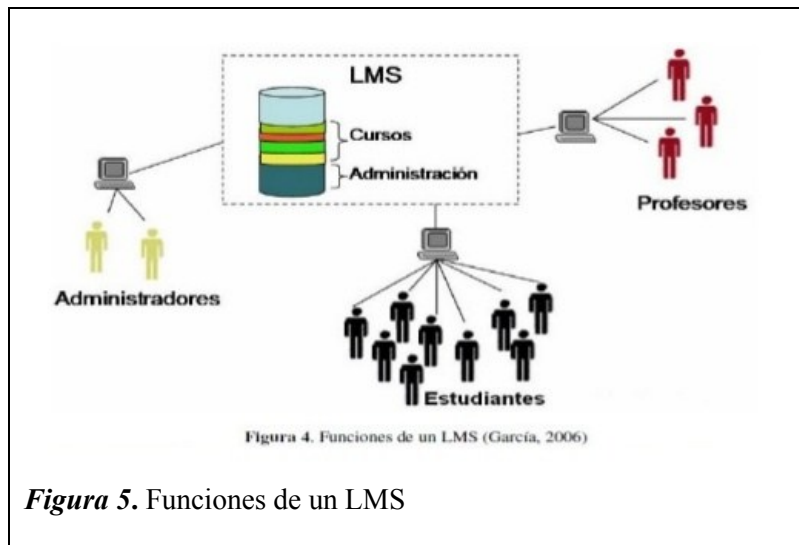 LMS
Cursos
Administración
Profesores
Administradores
Estudiantes
Figura 4. Funciones de un LMS (García, 2006)
Figura 5. Funciones de un LMS